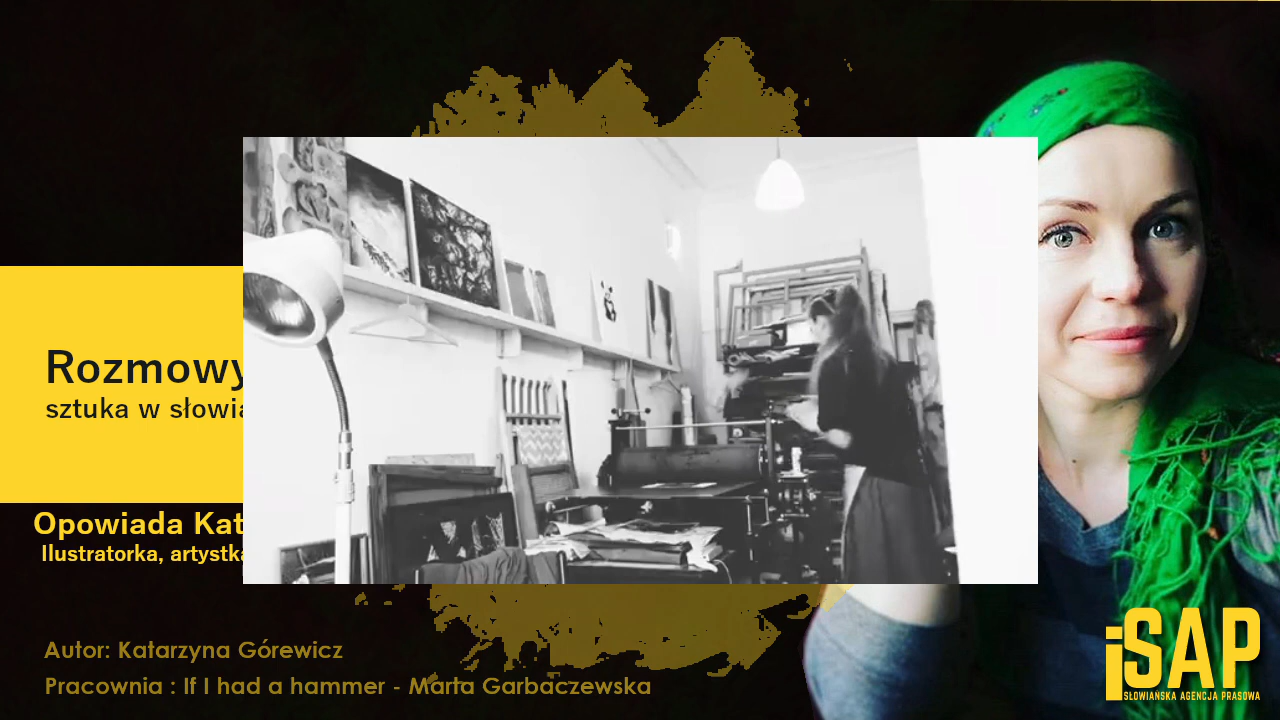 Rozmowy
sztuka w słowia
Opowiada Kat
Ilustratorka, artystka
Autor: Katarzyna Górewicz
Pracownia : If I had a hammer - Marta Garbaczewska
iSAP
SŁOWIAŃSKA AGENCJA PRASOWA